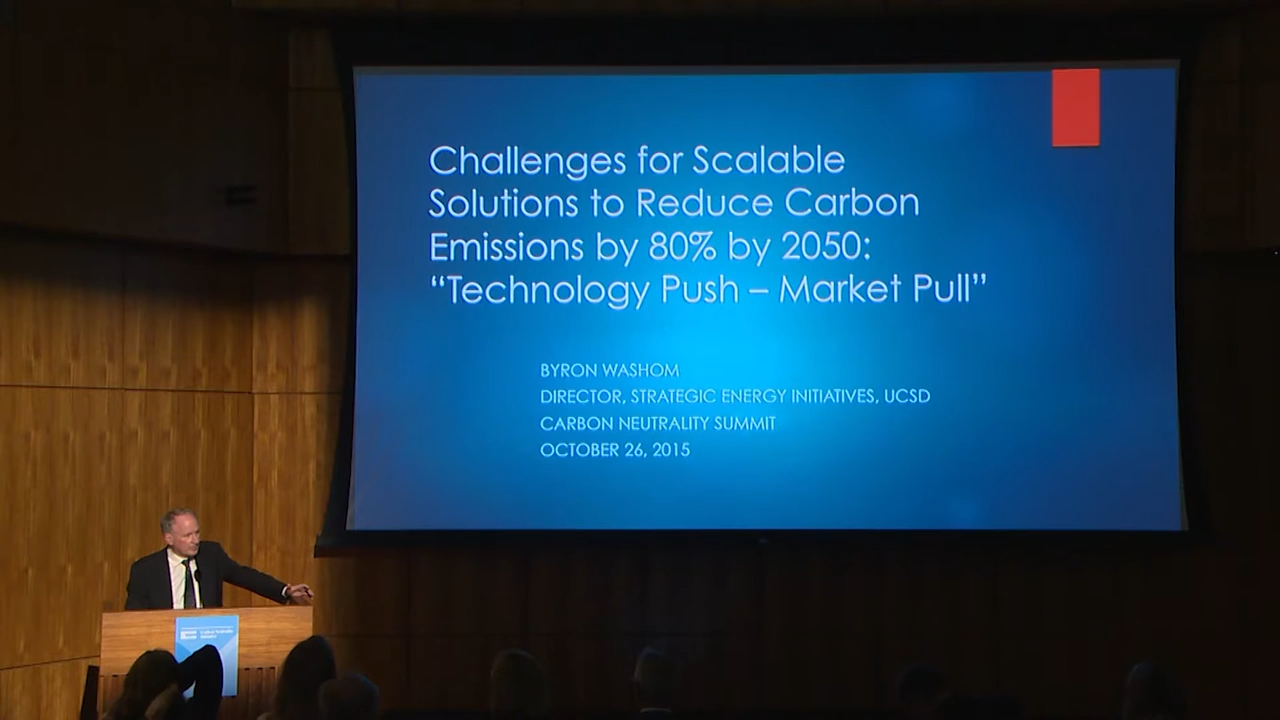 Challenges for Scalable
Solutions to Reduce Carbon
Emissions by 80% by 2050:
“Technology Push – Market Pull”
BYRON WASHOM
DIRECTOR, STRATEGIC ENERGY INITIATIVES, UCSD
CARBON NEUTRALITY SUMMIT
OCTOBER 26, 2015